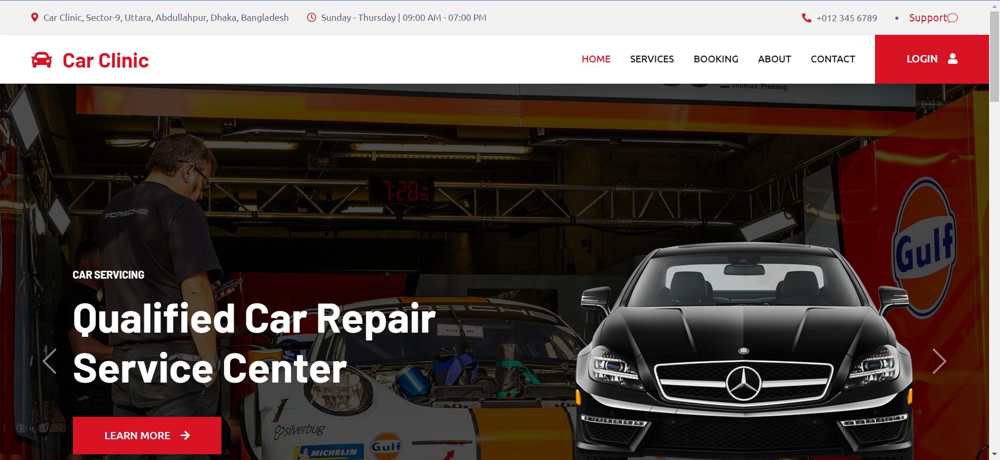 Car Clinic, Sector-9, Uttara, Abdullahpur, Dhaka, Bangladesh
Sunday - Thursday | 09:00 AM - 07:00 PM
+012 345 6789
Support
Car Clinic
HOME
SERVICES
BOOKING
ABOUT
CONTACT
LOGIN
Thomas Preining
7:28
PORSCHE
Gulf
CAR SERVICING
PORSCHE
Qualified Car Repair
Service Center
silverbug
LEARN MORE
Gulf
MICHELIN